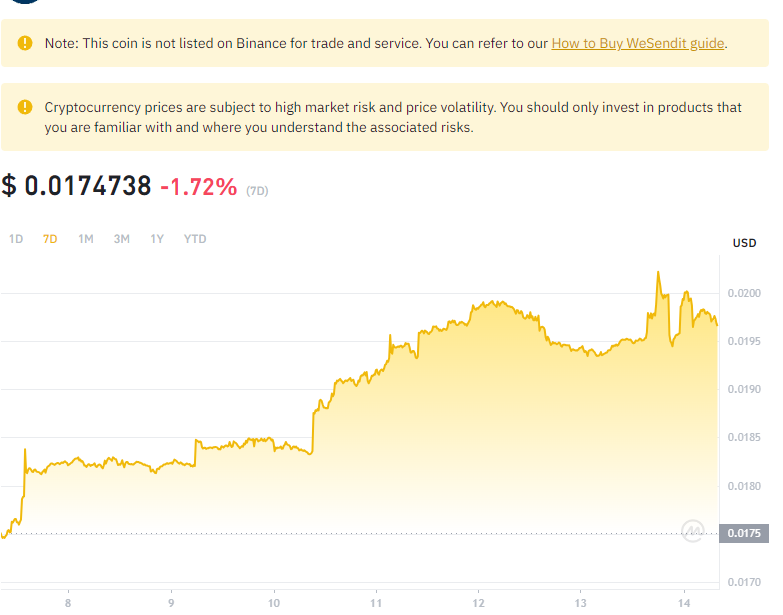 Note: This coin is not listed on Binance for trade and service. You can refer to our How to Buy WeSendit guide.
Cryptocurrency prices are subject to high market risk and price volatility. You should only invest in products that
you are familiar with and where you understand the associated risks.
$ 0.0174738 -1.72% (7D)
1D 7D 1M 3M 1Y YTD
USD
0.0200
0.0195
0.0190
0.0185
0.0180
0.0175
0.0170
8 9 10 11 12 13 14